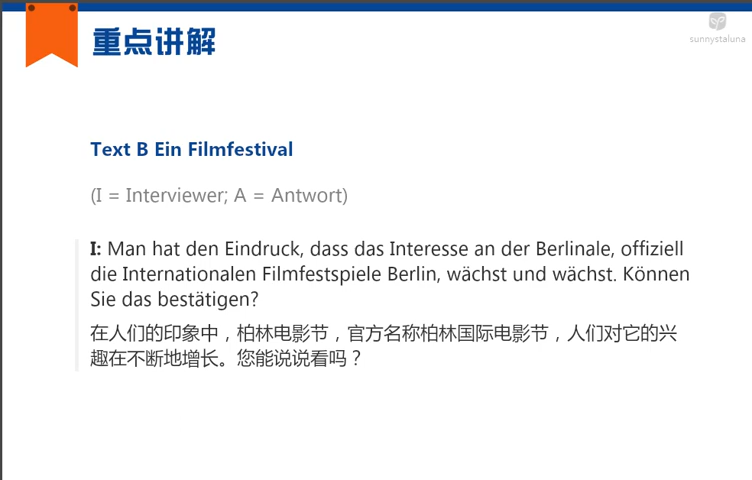 重点讲解
sunnystaluna
Text B Ein Filmfestival
(I = Interviewer; A = Antwort)
I: Man hat den Eindruck, dass das Interesse an der Berlinale, offiziell
die Internationalen Filmfestspiele Berlin, wächst und wächst. Können
Sie das bestätigen?
在人们的印象中，柏林电影节，官方名称柏林国际电影节，人们对它的兴
趣在不断地增长。您能说说看吗？